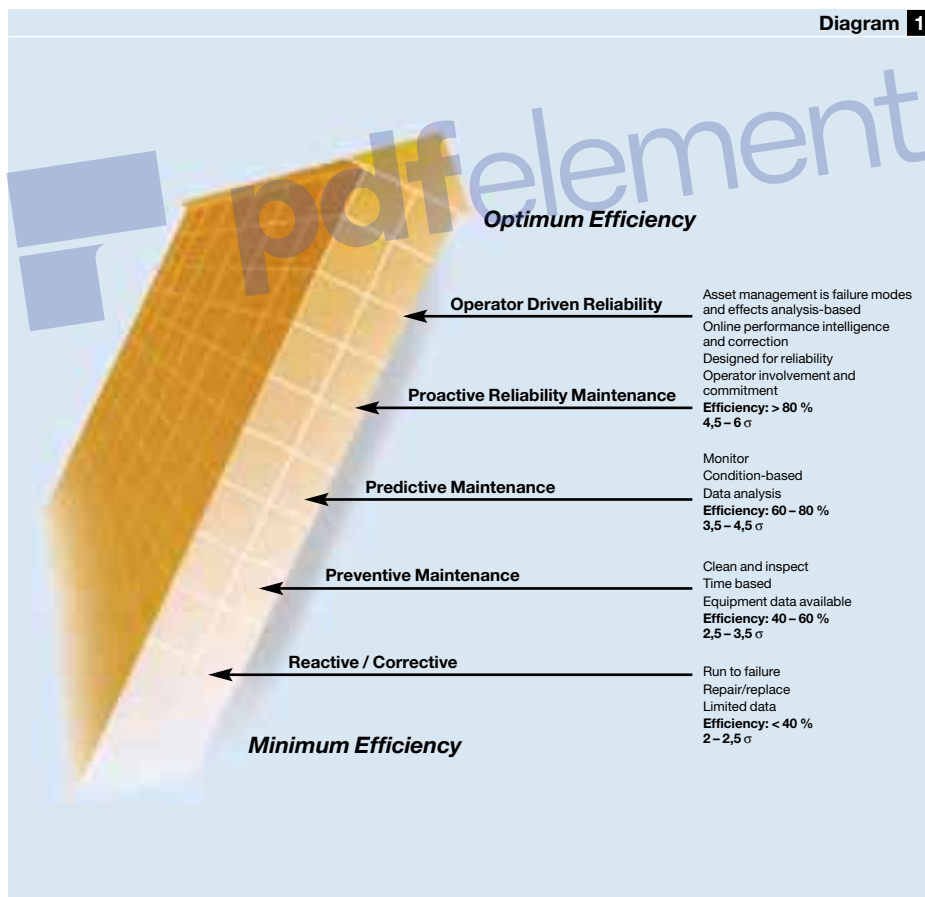 Diagram 1
pdfelement
Optimum Efficiency
Operator Driven Reliability
Asset management is failure modes
and effects analysis-based
Online performance intelligence
and correction
Designed for reliability
Operator involvement and
commitment
Efficiency: > 80 %
4,5 – 6 σ
Proactive Reliability Maintenance
Predictive Maintenance
Monitor
Condition-based
Data analysis
Efficiency: 60 – 80 %
3,5 – 4,5 σ
Preventive Maintenance
Clean and inspect
Time based
Equipment data available
Efficiency: 40 – 60 %
2,5 – 3,5 σ
Reactive / Corrective
Run to failure
Repair/replace
Limited data
Efficiency: < 40 %
2 – 2,5 σ
Minimum Efficiency